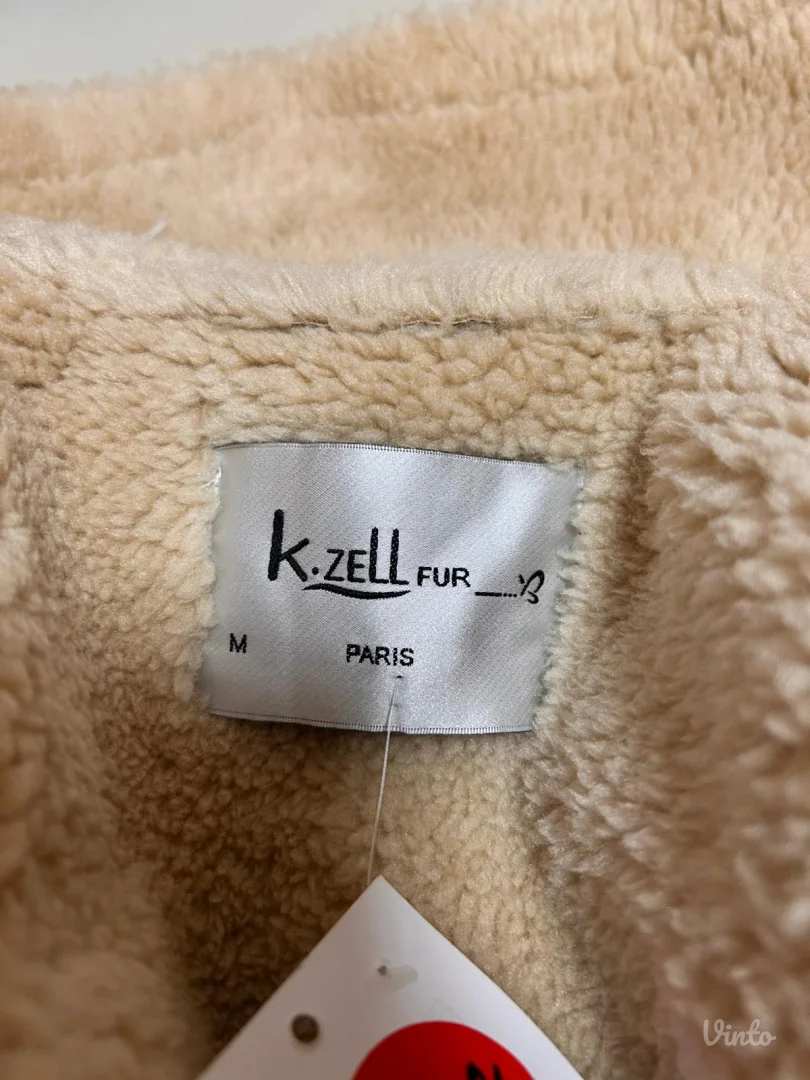 K.ZELL FUR
M PARIS
Vinto